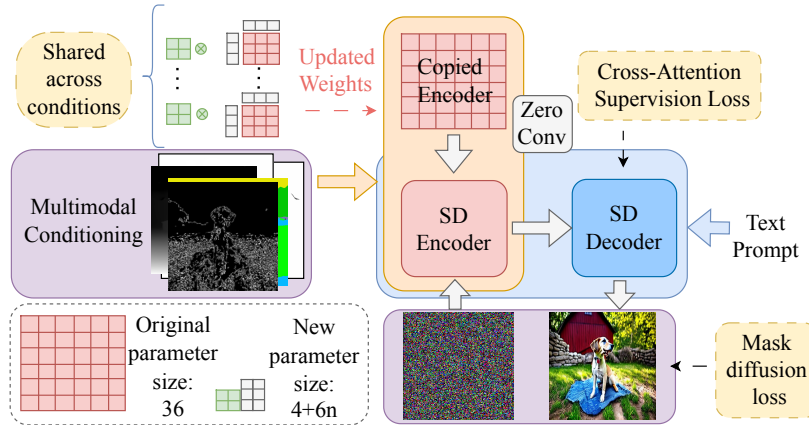 Shared
across
conditions
Updated
Weights
Copied
Encoder
Zero
Conv
Cross-Attention
Supervision Loss
Multimodal
Conditioning
SD
Encoder
SD
Decoder
Text
Prompt
Original
parameter
size:
36
New
parameter
size:
4+6n
Mask
diffusion
loss